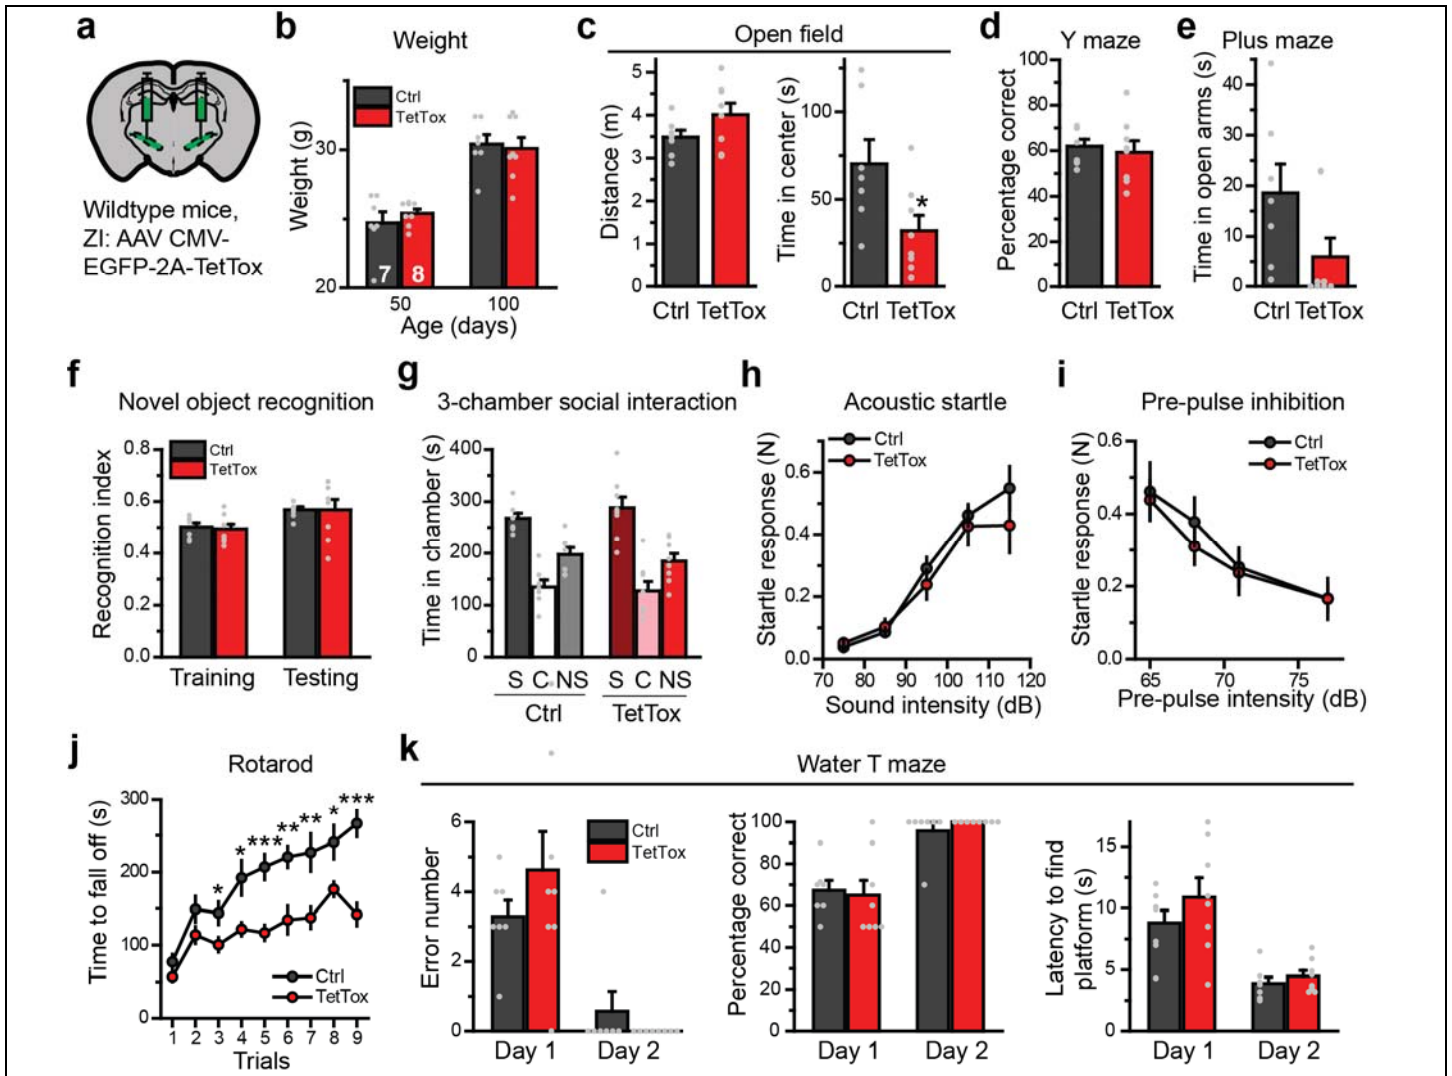 a
Wildtype mice,
ZI: AAV CMV-
EGFP-2A-TetTox
b
Weight
Weight (g)
Ctrl
TetTox
30
20
7
8
50
100
Age (days)
c
Open field
Distance (m)
5
4
3
2
1
0
Ctrl TetTox
Time in center (s)
100
50
0
*
Ctrl TetTox
d
Y maze
Percentage correct
100
80
60
40
20
0
Ctrl TetTox
e
Plus maze
Time in open arms (s)
40
30
20
10
0
Ctrl TetTox
f
Novel object recognition
Recognition index
0.8
0.6
0.4
0.2
0.0
Ctrl
TetTox
Training
Testing
g
3-chamber social interaction
Time in chamber (s)
400
300
200
100
0
S C NS
S C NS
Ctrl
TetTox
h
Acoustic startle
Startle response (N)
0.6
0.4
0.2
0.0
Ctrl
TetTox
70 80 90 100 110 120
Sound intensity (dB)
i
Pre-pulse inhibition
Startle response (N)
0.6
0.4
0.2
0.0
Ctrl
TetTox
65 70 75
Pre-pulse intensity (dB)
j
Rotarod
Time to fall off (s)
300
200
100
0
* * *** ** ** * ***
Ctrl
TetTox
1 2 3 4 5 6 7 8 9
Trials
k
Water T maze
Error number
6
4
2
0
Ctrl
TetTox
Day 1 Day 2
Percentage correct
100
80
60
40
20
0
Day 1 Day 2
Latency to find
platform (s)
15
10
5
0
Day 1 Day 2